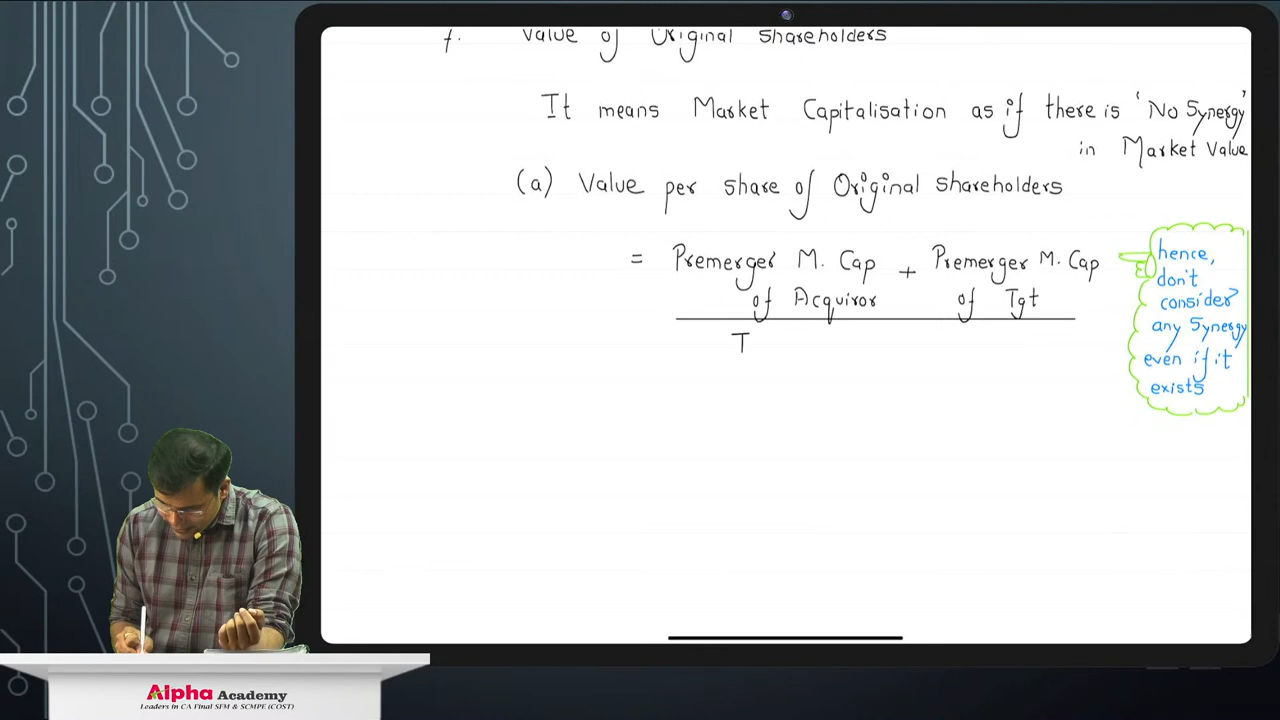 f. Value of Original shareholders
It means Market Capitalisation as if there is 'No Synergy'
in Market Value
(a) Value per share of Original shareholders
= Premerger M. Cap + Premerger M. Cap
of Acquiror of Tgt
T
hence,
don't
consider
any Synergy
even if it
exists
Alpha Academy
Leaders in CA Final SFM & SCMPE (COST)